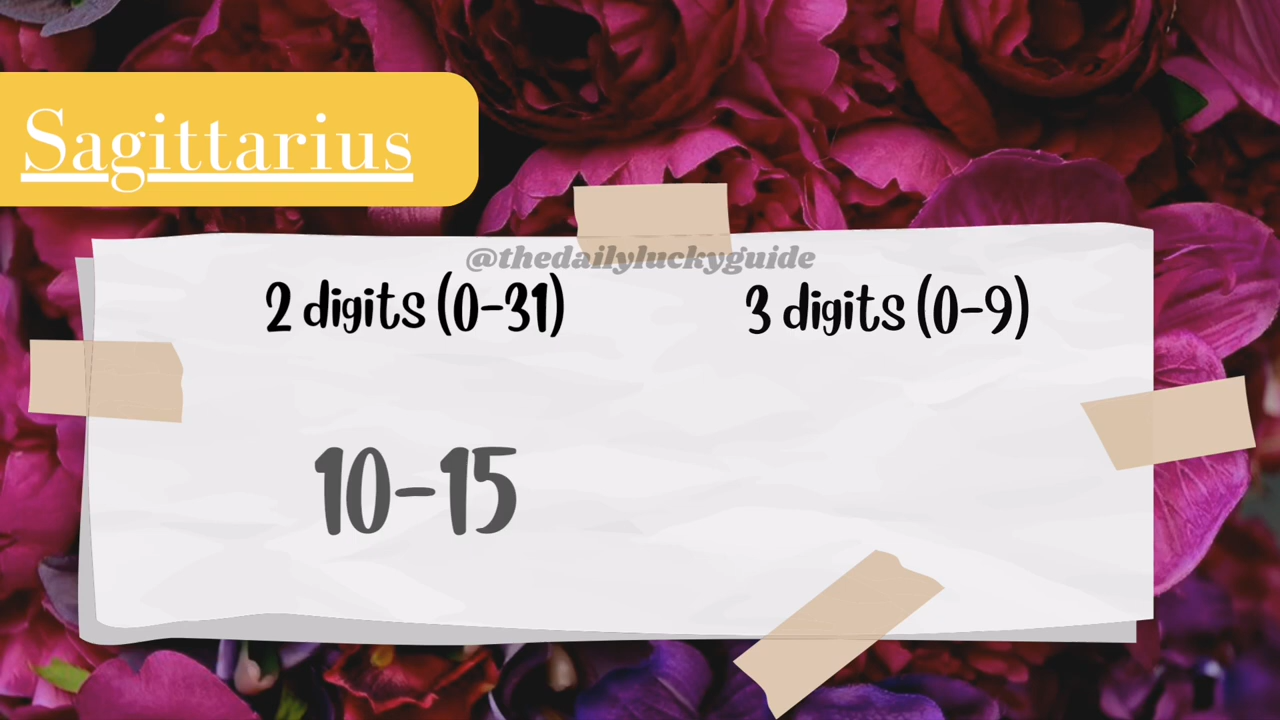 Sagittarius
@thedailyluckyguide
2 digits (0-31)
3 digits (0-9)
10-15